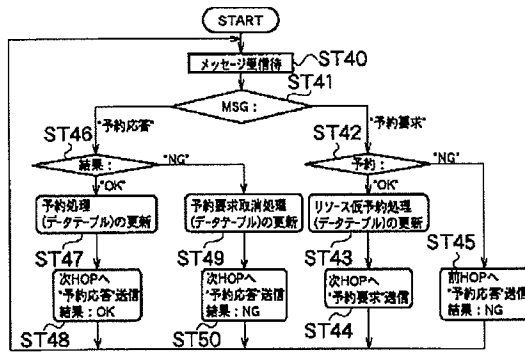 START
メッセージ受信待
ST40
ST41
MSG：
"予約応答"
"予約要求"
ST46
ST42
結果：
"NG"
予約：
"NG"
"OK"
"OK"
予約処理
(データテーブル)の更新
予約要求取消処理
(データテーブル)の更新
リソース仮予約処理
(データテーブル)の更新
ST47
ST49
ST43
ST45
次HOPへ
"予約応答"送信
結果：OK
次HOPへ
"予約応答"送信
結果：NG
次HOPへ
"予約要求"送信
前HOPへ
"予約応答"送信
結果：NG
ST48
ST50
ST44